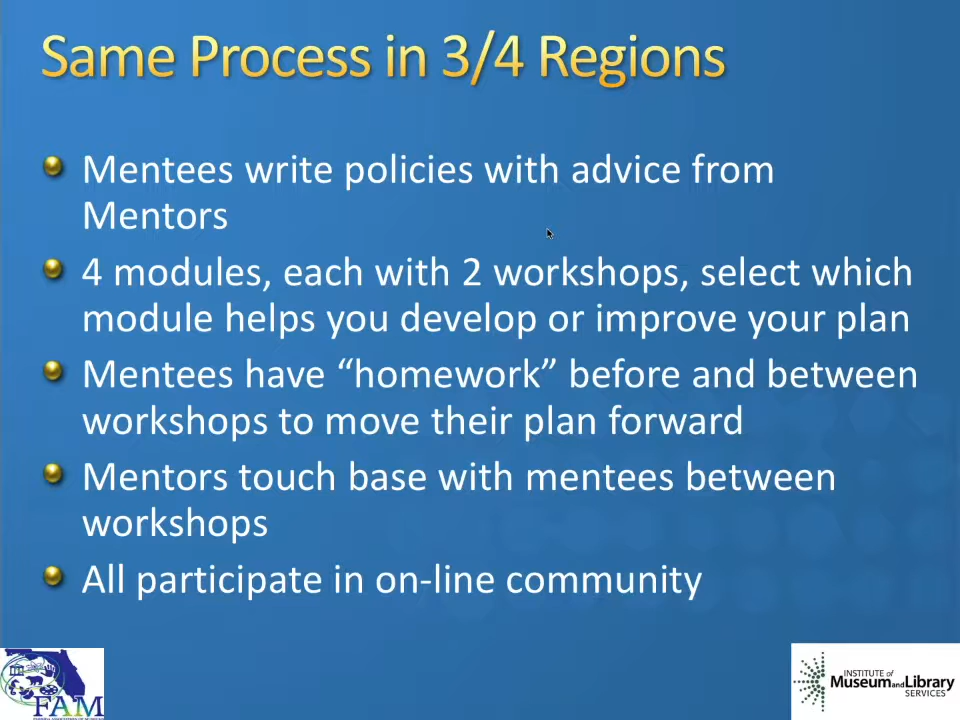 Same Process in 3/4 Regions
Mentees write policies with advice from
Mentors
4 modules, each with 2 workshops, select which
module helps you develop or improve your plan
Mentees have “homework” before and between
workshops to move their plan forward
Mentors touch base with mentees between
workshops
All participate in on-line community
FAM
INSTITUTE of
Museum and Library
SERVICES